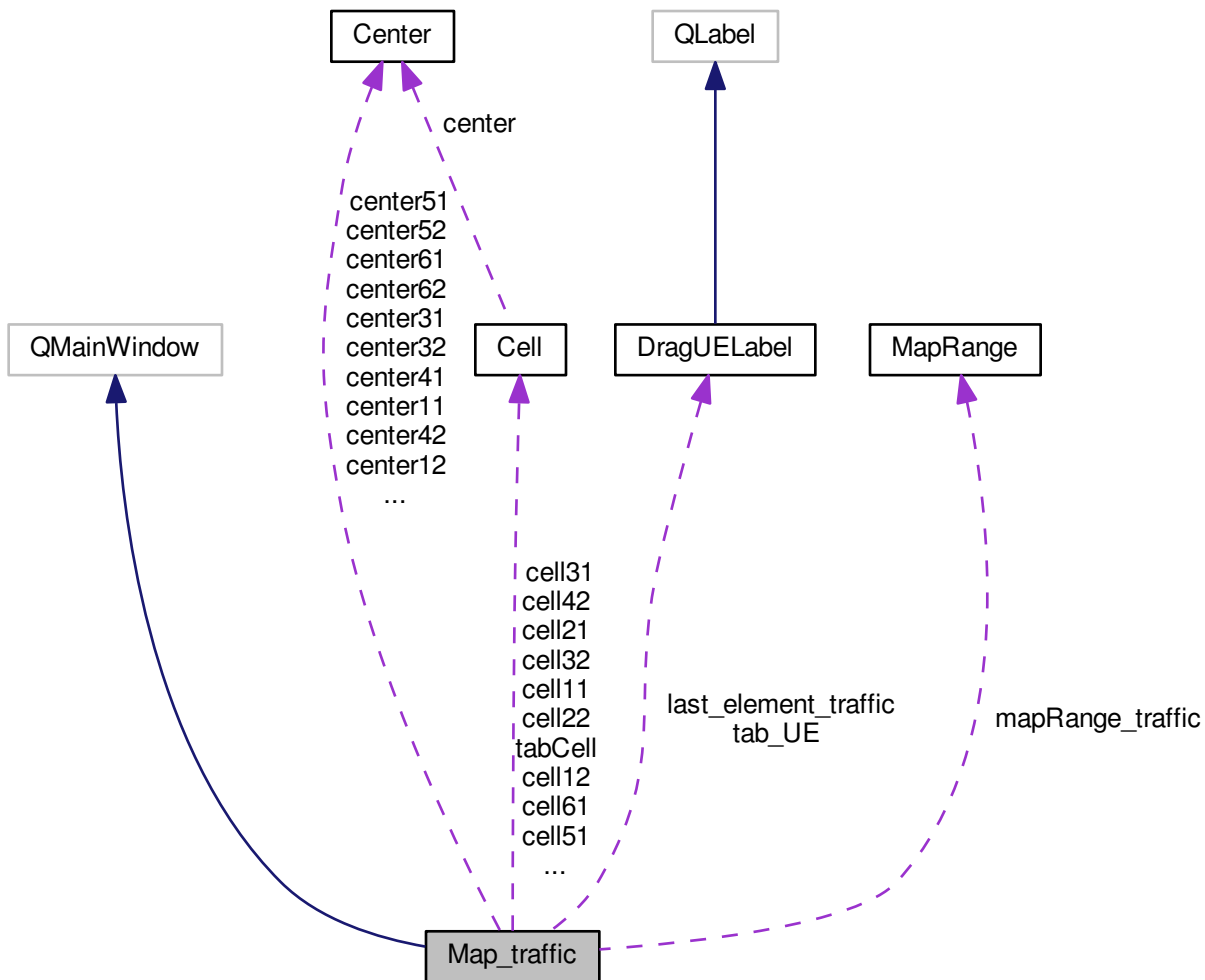 Center
QLabel
center
center51
center52
center61
center62
center31
center32
center41
center11
center42
center12
...
QMainWindow
Cell
DragUELabel
MapRange
cell31
cell42
cell21
cell32
cell11
cell22
tabCell
cell12
cell61
cell51
...
last_element_traffic
tab_UE
mapRange_traffic
Map_traffic